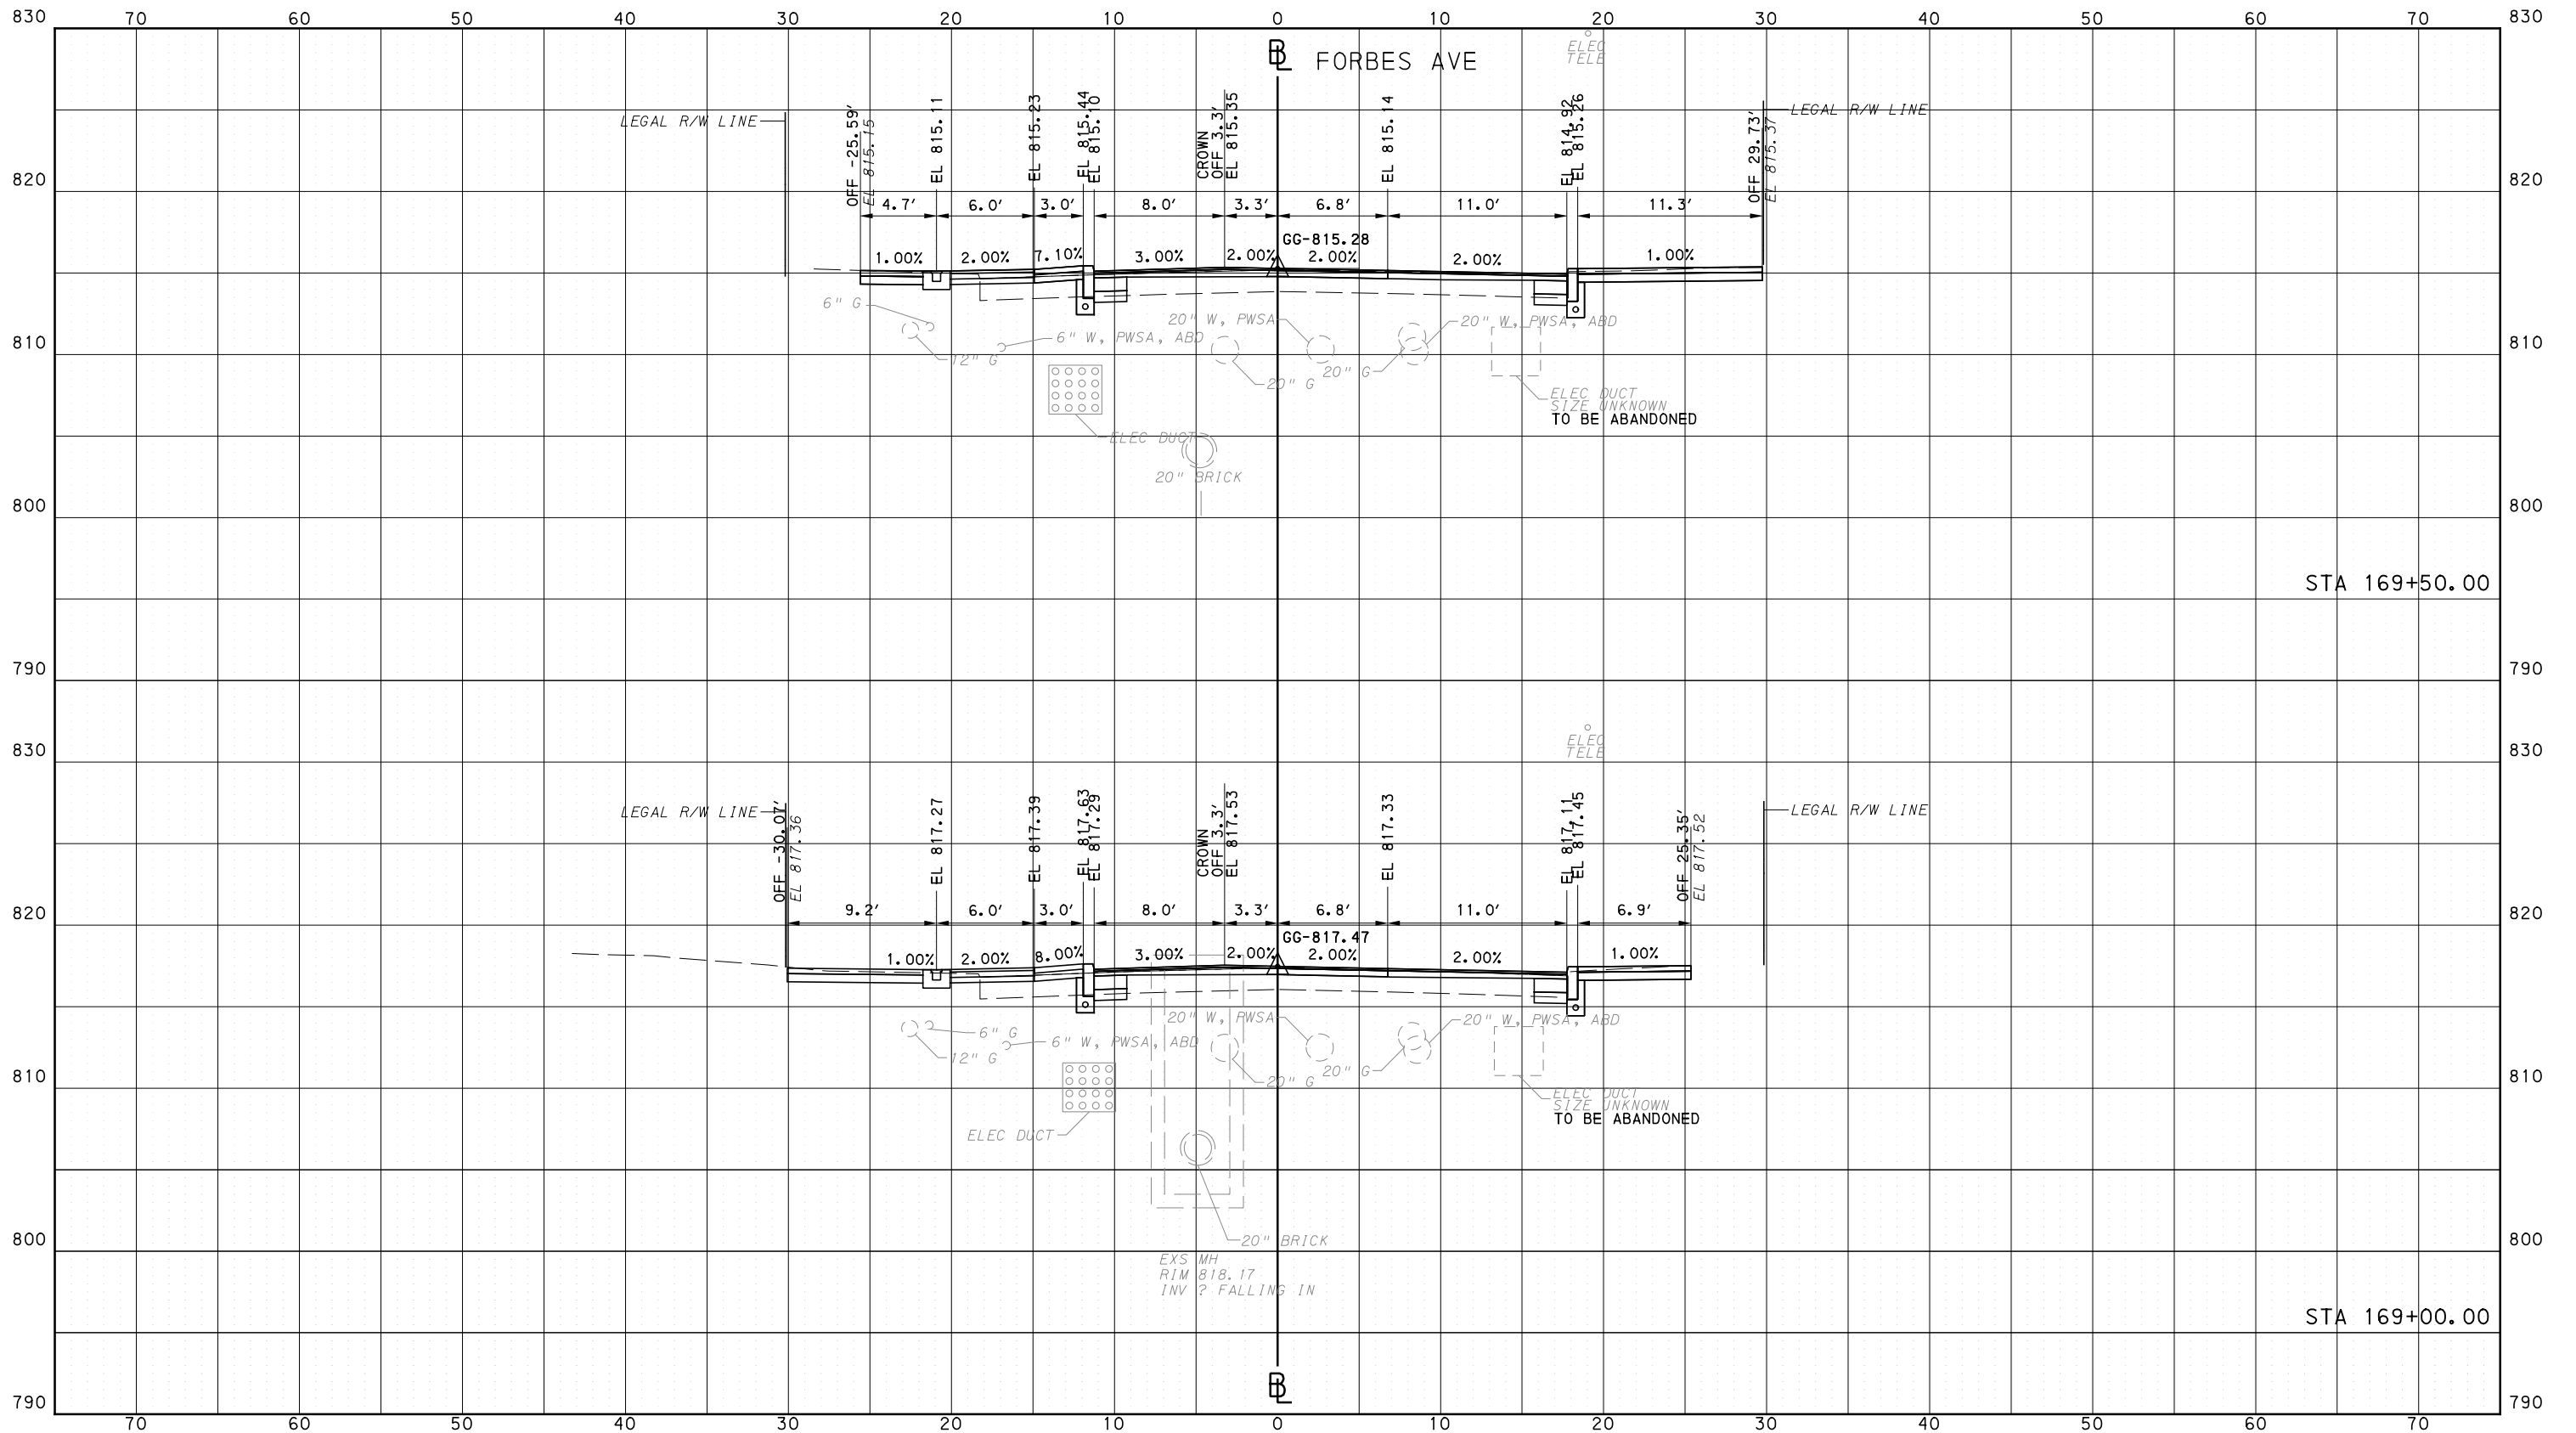 830 70 60 50 40 30 20 10 0 10 20 30 40 50 60 70 830
BL FORBES AVE
ELEC
TELE
LEGAL R/W LINE
OFF -25.59'
EL 815.15
EL 815.11
EL 815.23
EL 815.44
EL 815.10
CROWN
OFF 3.3'
EL 815.35
EL 815.14
EL 814.92
EL 815.26
OFF 29.73'
EL 815.37
LEGAL R/W LINE
820 820
4.7' 6.0' 3.0' 8.0' 3.3' 6.8' 11.0' 11.3'
GG-815.28
1.00% 2.00% 7.10% 3.00% 2.00% 2.00% 2.00% 1.00%
6" G
12" G
6" W, PWSA, ABD
20" W, PWSA
20" G
20" G
20" W, PWSA, ABD
810 810
ELEC DUCT
SIZE UNKNOWN
TO BE ABANDONED
ELEC DUCT
20" BRICK
800 800
STA 169+50.00
790 790
830 830
ELEC
TELE
LEGAL R/W LINE
OFF -30.07'
EL 817.36
EL 817.27
EL 817.39
EL 817.63
EL 817.29
CROWN
OFF 3.3'
EL 817.53
EL 817.33
EL 817.11
EL 817.45
OFF 25.35'
EL 817.52
LEGAL R/W LINE
820 820
9.2' 6.0' 3.0' 8.0' 3.3' 6.8' 11.0' 6.9'
GG-817.47
1.00% 2.00% 8.00% 3.00% 2.00% 2.00% 2.00% 1.00%
6" G
12" G
6" W, PWSA, ABD
20" W, PWSA
20" G
20" G
20" W, PWSA, ABD
810 810
ELEC DUCT
SIZE UNKNOWN
TO BE ABANDONED
ELEC DUCT
20" BRICK
800 800
EXS MH
RIM 818.17
INV ? FALLING IN
STA 169+00.00
BL
790 70 60 50 40 30 20 10 0 10 20 30 40 50 60 70 790